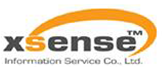 xsense™
Information Service Co., Ltd.